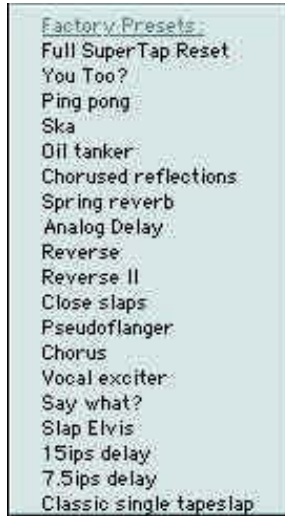 Factory Presets:
Full SuperTap Reset
You Too?
Ping pong
Ska
Oil tanker
Chorused reflections
Spring reverb
Analog Delay
Reverse
Reverse II
Close slaps
Pseudoflanger
Chorus
Vocal exciter
Say what?
Slap Elvis
15ips delay
7.5ips delay
Classic single tapeslap